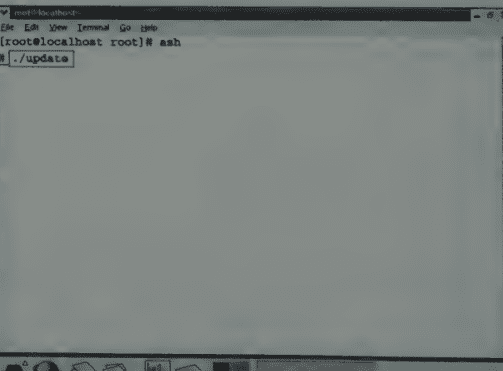 root@localhost:~
File Edit View Terminal Go Help
[root@localhost root]# ash
# ./update